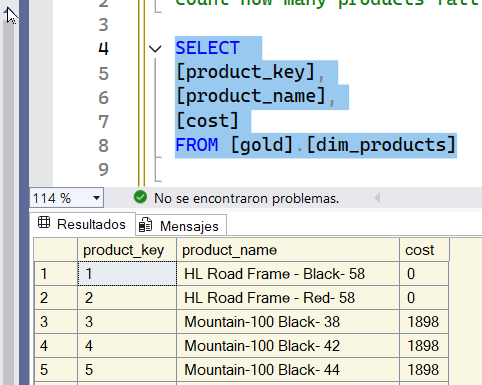 2 Count how many products fall
3
4 SELECT
5 [product_key],
6 [product_name],
7 [cost]
8 FROM [gold].[dim_products]
9
114 % No se encontraron problemas.
Resultados Mensajes
product_key product_name cost
1 1 HL Road Frame - Black- 58 0
2 2 HL Road Frame - Red- 58 0
3 3 Mountain-100 Black- 38 1898
4 4 Mountain-100 Black- 42 1898
5 5 Mountain-100 Black- 44 1898